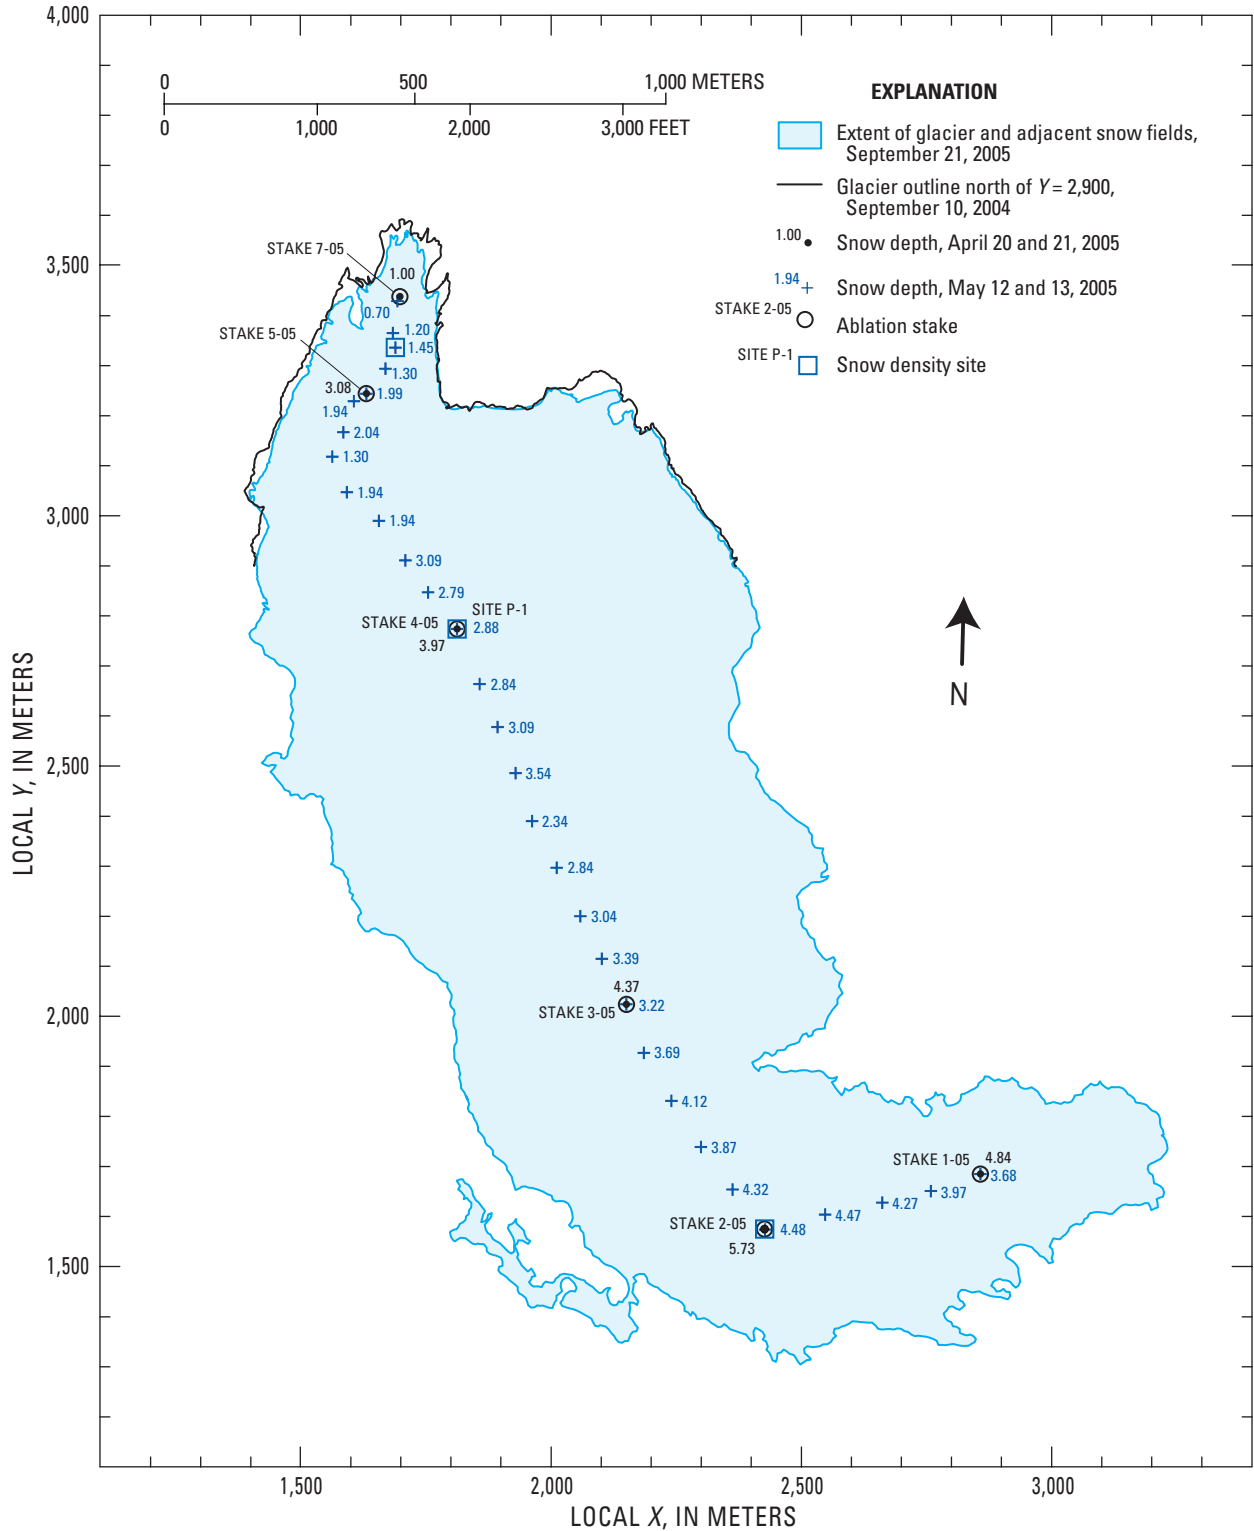 4,000
0 500 1,000 METERS
0 1,000 2,000 3,000 FEET
EXPLANATION
Extent of glacier and adjacent snow fields,
September 21, 2005
Glacier outline north of Y = 2,900,
September 10, 2004
1.00 Snow depth, April 20 and 21, 2005
1.94 Snow depth, May 12 and 13, 2005
STAKE 2-05 Ablation stake
SITE P-1 Snow density site
STAKE 7-05
3,500
1.00
0.70
1.20
STAKE 5-05
1.45
1.30
3.08 1.99
1.94
2.04
1.30
1.94
3,000
1.94
3.09
2.79
SITE P-1
STAKE 4-05 2.88
3.97
2.84
N
3.09
2,500
3.54
2.34
2.84
3.04
3.39
4.37
2,000
STAKE 3-05 3.22
3.69
4.12
3.87
STAKE 1-05 4.84
3.68
4.32 4.27 3.97
STAKE 2-05 4.48 4.47
5.73
1,500
1,500 2,000 2,500 3,000
LOCAL X, IN METERS
LOCAL Y, IN METERS